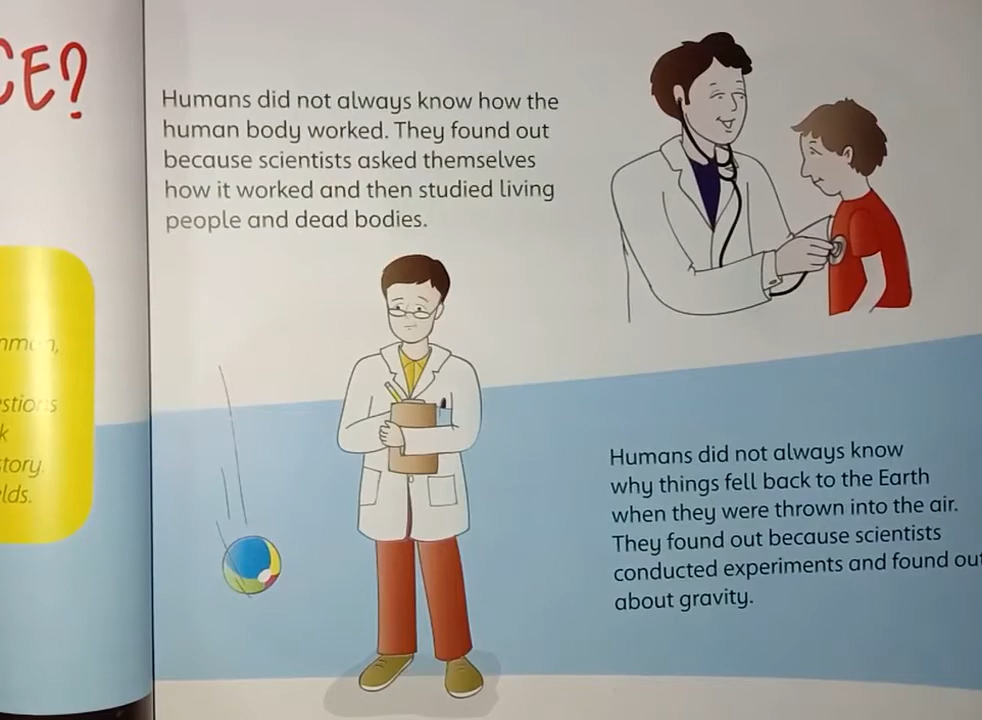 CE?
stions
k
tory.
lds.
Humans did not always know how the
human body worked. They found out
because scientists asked themselves
how it worked and then studied living
people and dead bodies.
Humans did not always know
why things fell back to the Earth
when they were thrown into the air.
They found out because scientists
conducted experiments and found out
about gravity.